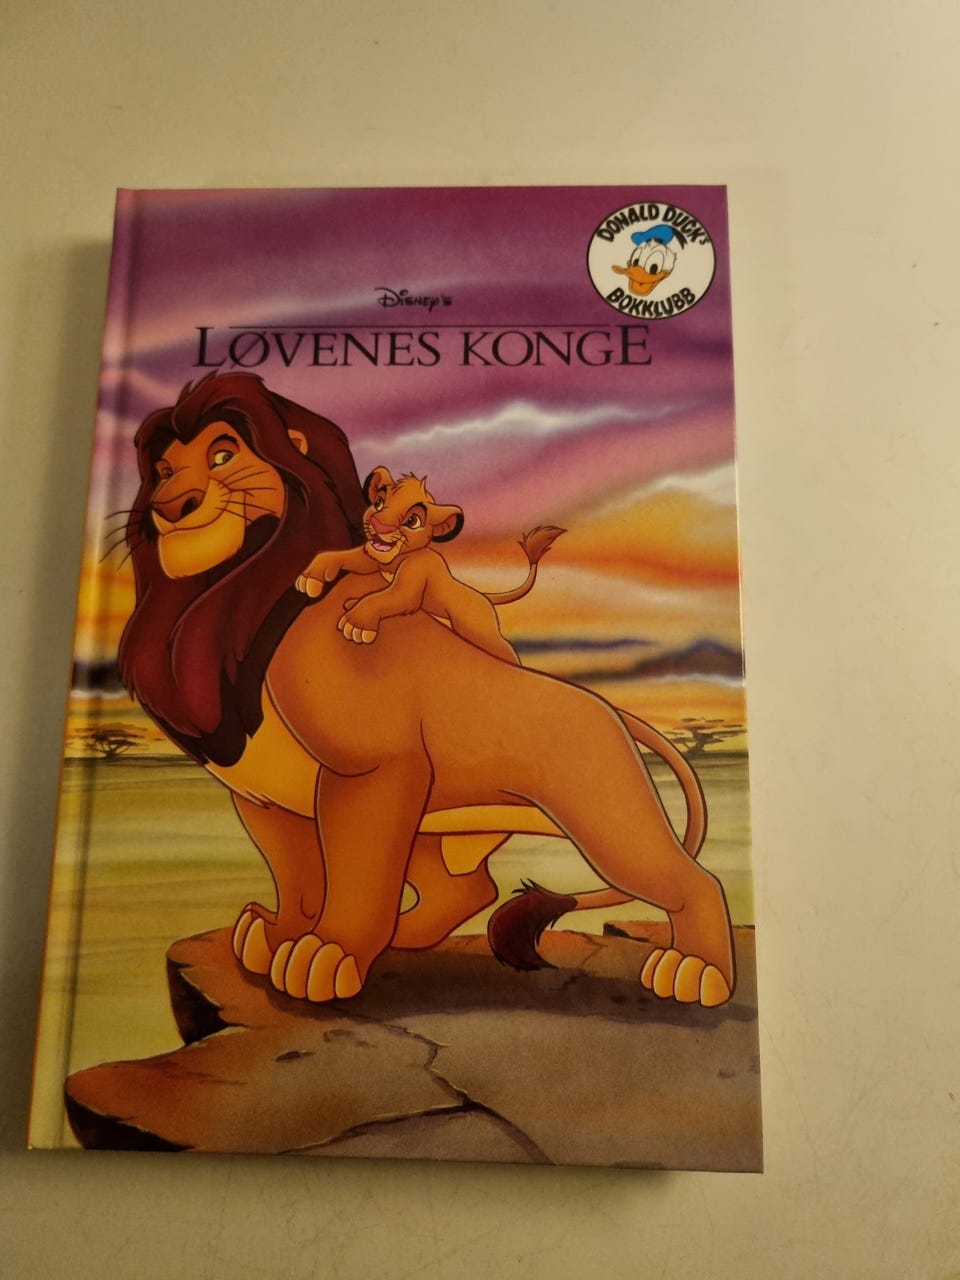 DONALD DUCK's
BOKKLUBB
DISNEY'S
LØVENES KONGE